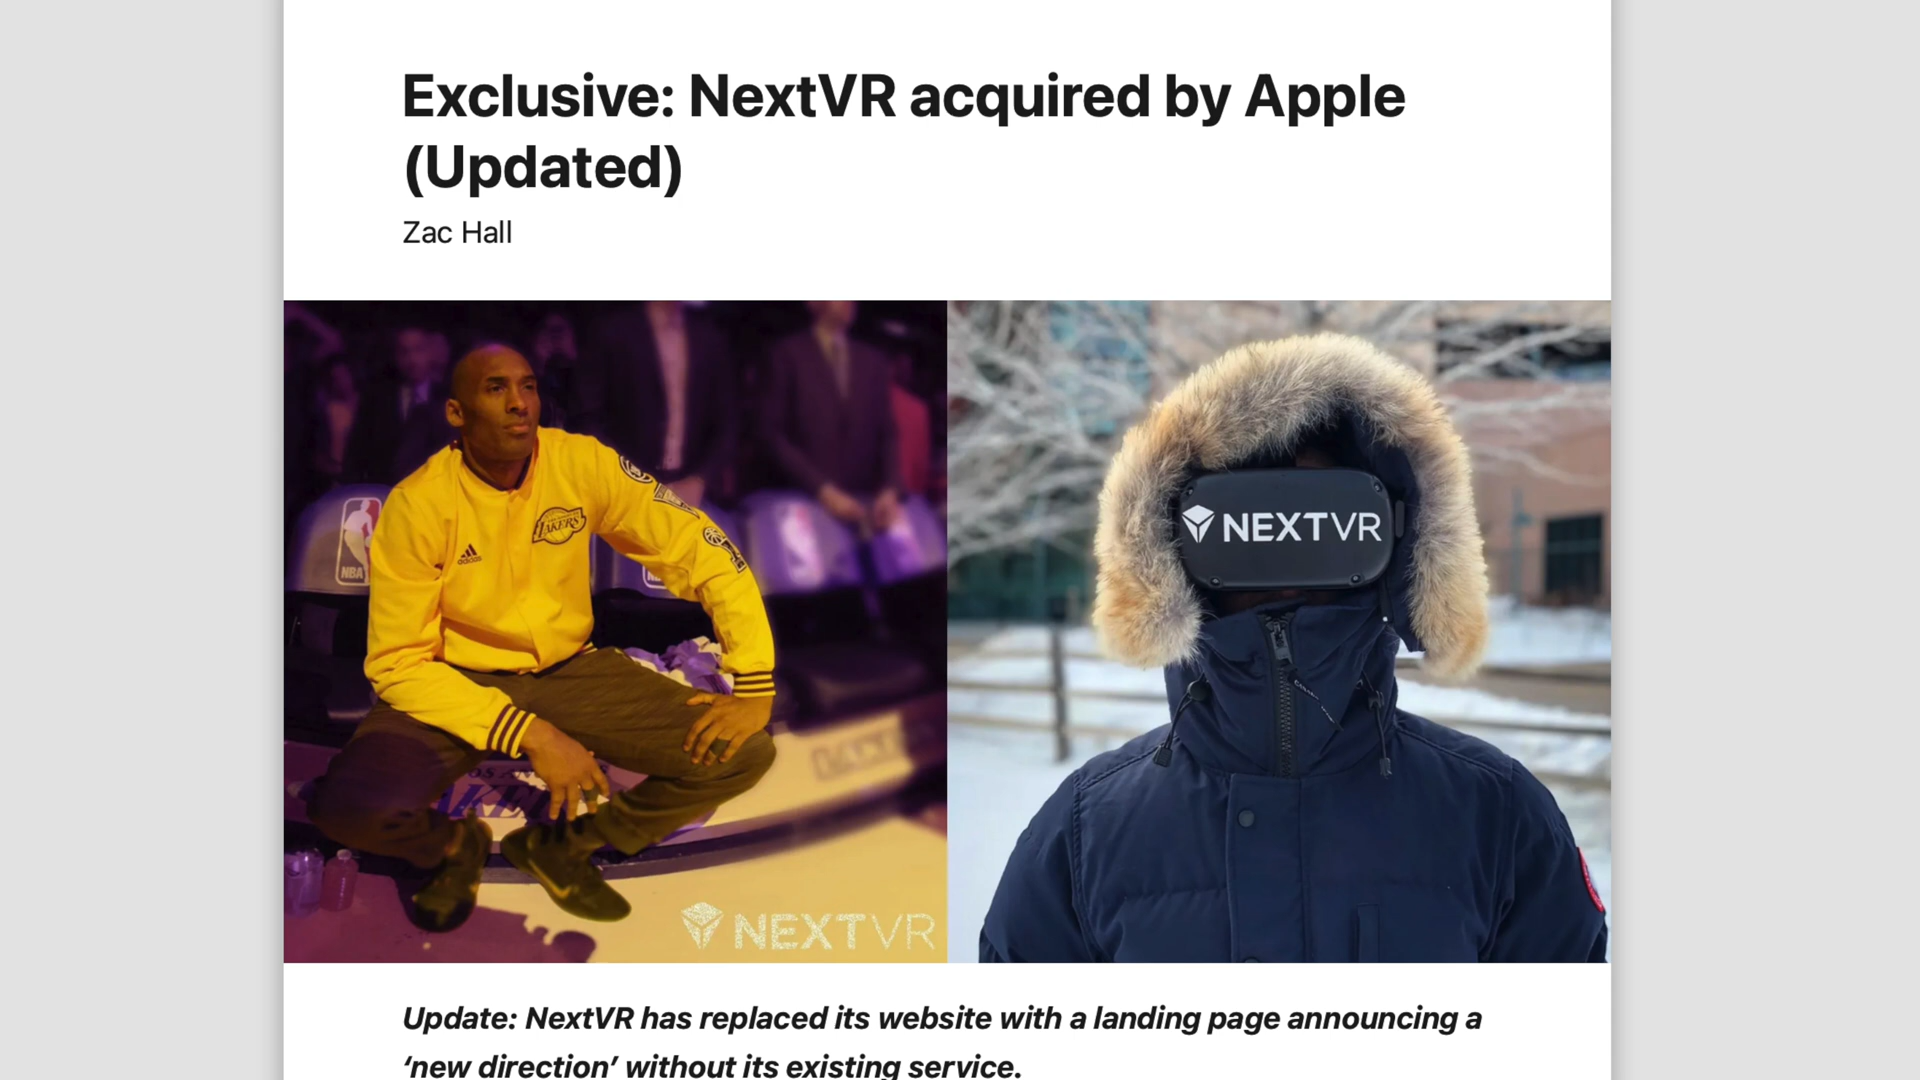 Exclusive: NextVR acquired by Apple
(Updated)
Zac Hall
NBA
LAKERS
adidas
NEXTVR
NEXTVR
Update: NextVR has replaced its website with a landing page announcing a
‘new direction’ without its existing service.